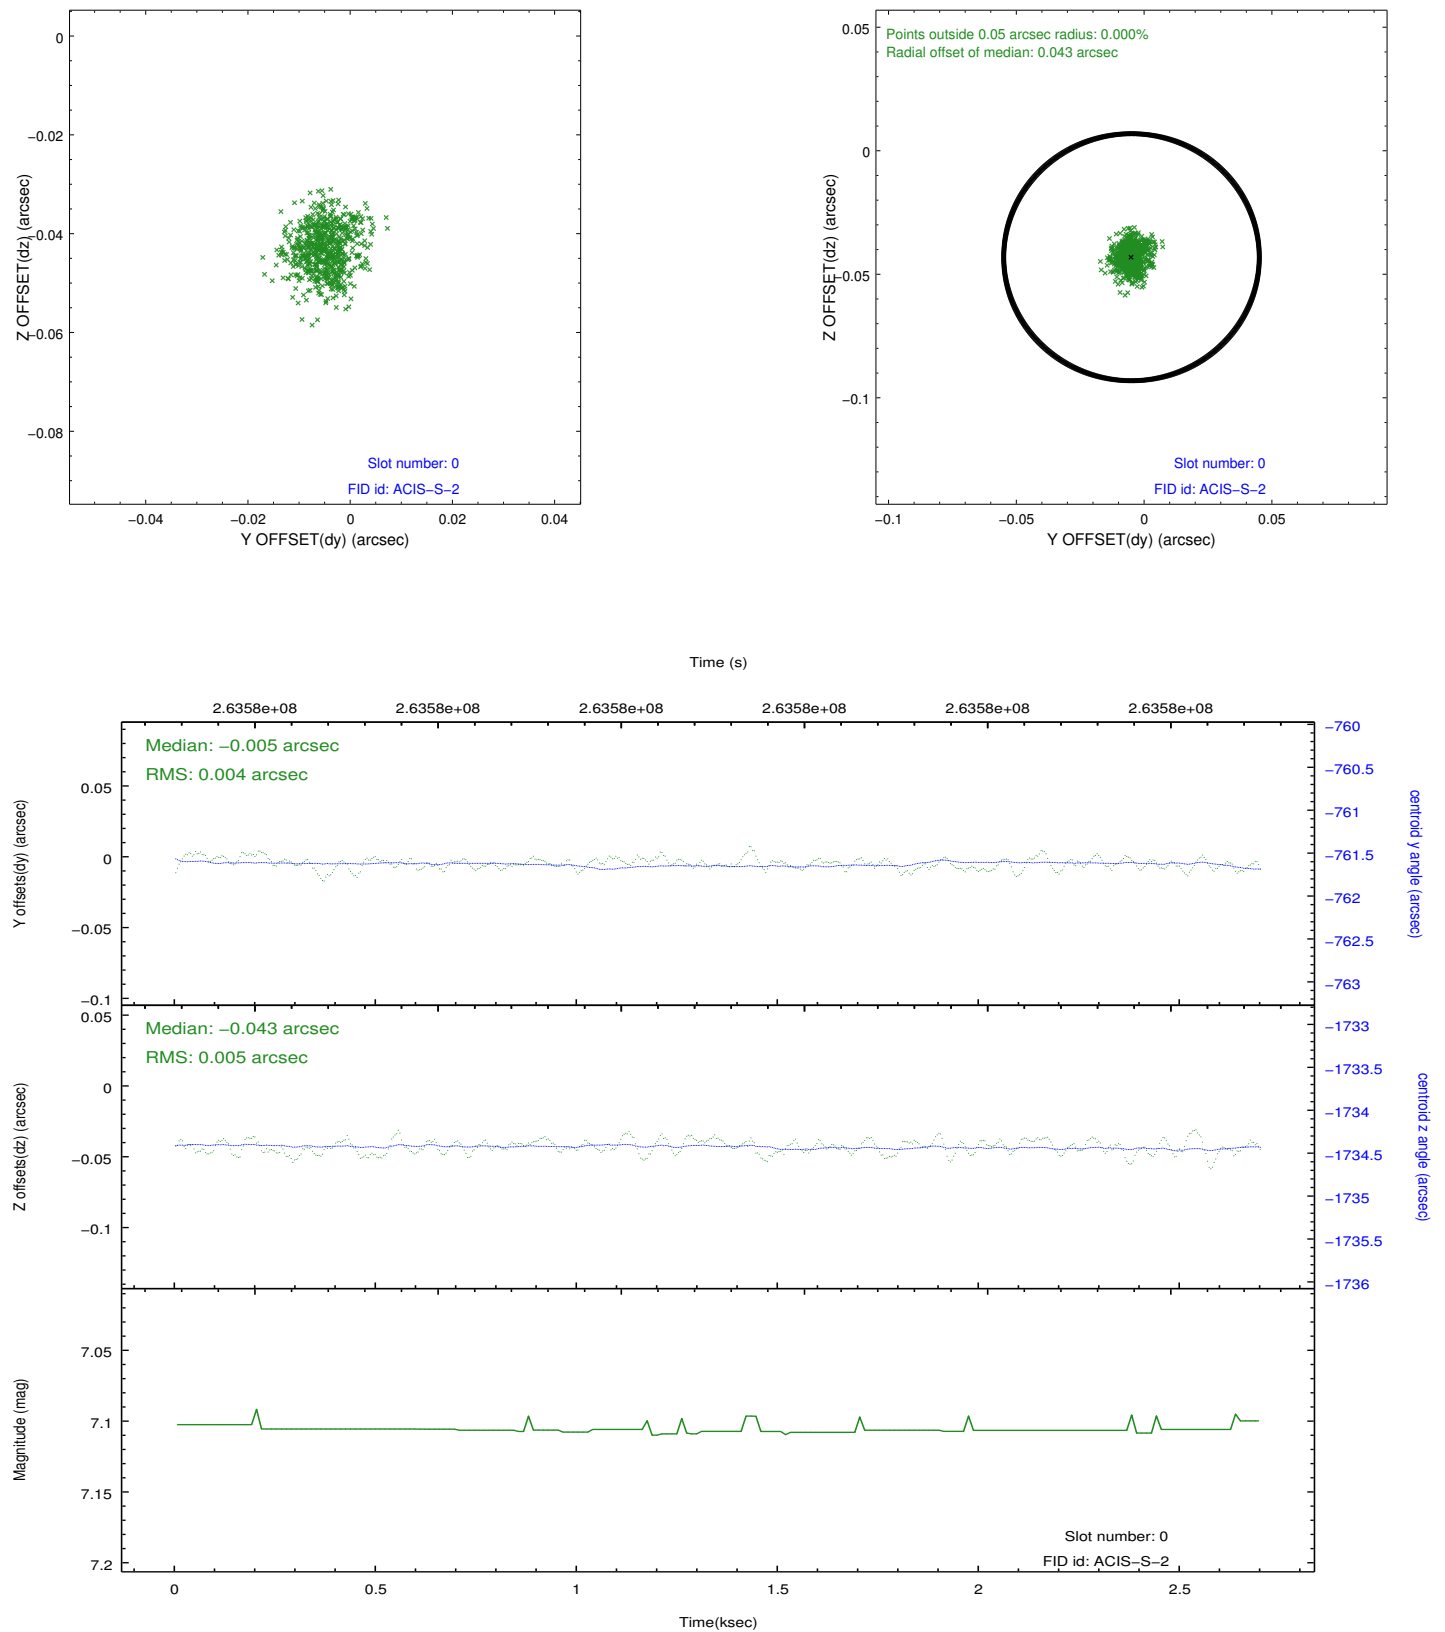 0
−0.02
−0.04
−0.06
−0.08
Z OFFSET(dz) (arcsec)
Slot number: 0
FID id: ACIS−S−2
−0.04
−0.02
0
0.02
0.04
Y OFFSET(dy) (arcsec)
0.05
0
−0.05
−0.1
Z OFFSET(dz) (arcsec)
Points outside 0.05 arcsec radius: 0.000%
Radial offset of median: 0.043 arcsec
Slot number: 0
FID id: ACIS−S−2
−0.1
−0.05
0
0.05
Y OFFSET(dy) (arcsec)
Time (s)
2.6358e+08
2.6358e+08
2.6358e+08
2.6358e+08
2.6358e+08
2.6358e+08
Median: −0.005 arcsec
RMS: 0.004 arcsec
0.05
0
−0.05
−0.1
Y offsets(dy) (arcsec)
−760
−760.5
−761
−761.5
−762
−762.5
−763
centroid y angle (arcsec)
Median: −0.043 arcsec
RMS: 0.005 arcsec
0.05
0
−0.05
−0.1
Z offsets(dz) (arcsec)
−1733
−1733.5
−1734
−1734.5
−1735
−1735.5
−1736
centroid z angle (arcsec)
7.05
7.1
7.15
7.2
Magnitude (mag)
Slot number: 0
FID id: ACIS−S−2
0
0.5
1
1.5
2
2.5
Time(ksec)